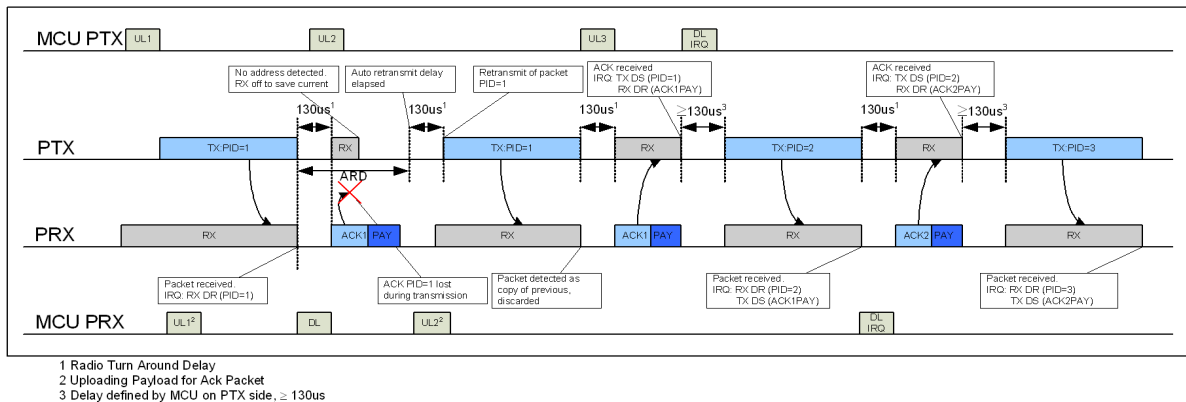 MCU PTX
UL1
UL2
UL3
DL
IRQ
No address detected.
RX off to save current
Auto retransmit delay
elapsed
Retransmit of packet
PID=1
ACK received
IRQ: TX DS (PID=1)
RX DR (ACK1PAY)
ACK received
IRQ: TX DS (PID=2)
RX DR (ACK2PAY)
130us1
130us1
130us1
≥130us3
130us1
≥130us3
PTX
TX:PID=1
RX
TX:PID=1
RX
TX:PID=2
RX
TX:PID=3
ARD
PRX
RX
ACK1
PAY
RX
ACK1
PAY
RX
ACK2
PAY
RX
Packet received.
IRQ: RX DR (PID=1)
ACK PID=1 lost
during transmission
Packet detected as
copy of previous,
discarded
Packet received.
IRQ: RX DR (PID=2)
TX DS (ACK1PAY)
Packet received.
IRQ: RX DR (PID=3)
TX DS (ACK2PAY)
MCU PRX
UL1²
DL
UL2²
DL
IRQ
1 Radio Turn Around Delay
2 Uploading Payload for Ack Packet
3 Delay defined by MCU on PTX side, ≥ 130us